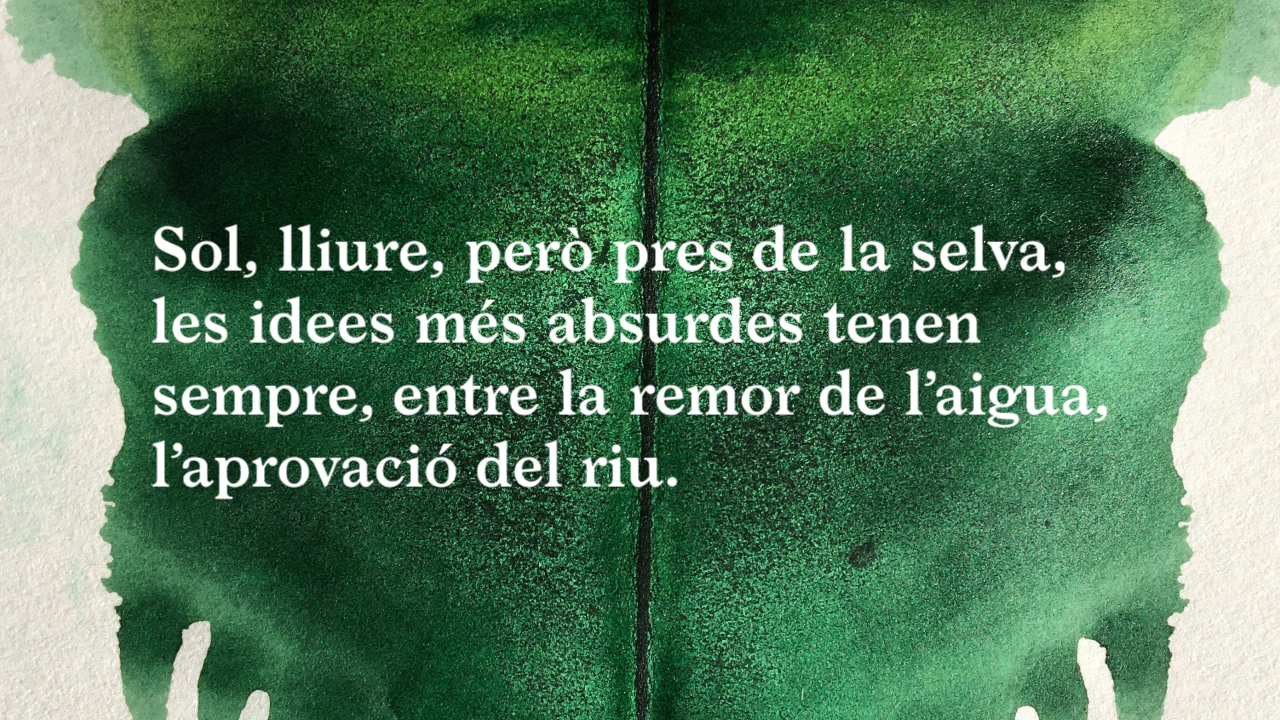 Sol, lliure, però pres de la selva,
les idees més absurdes tenen
sempre, entre la remor de l’aigua,
l’aprovació del riu.